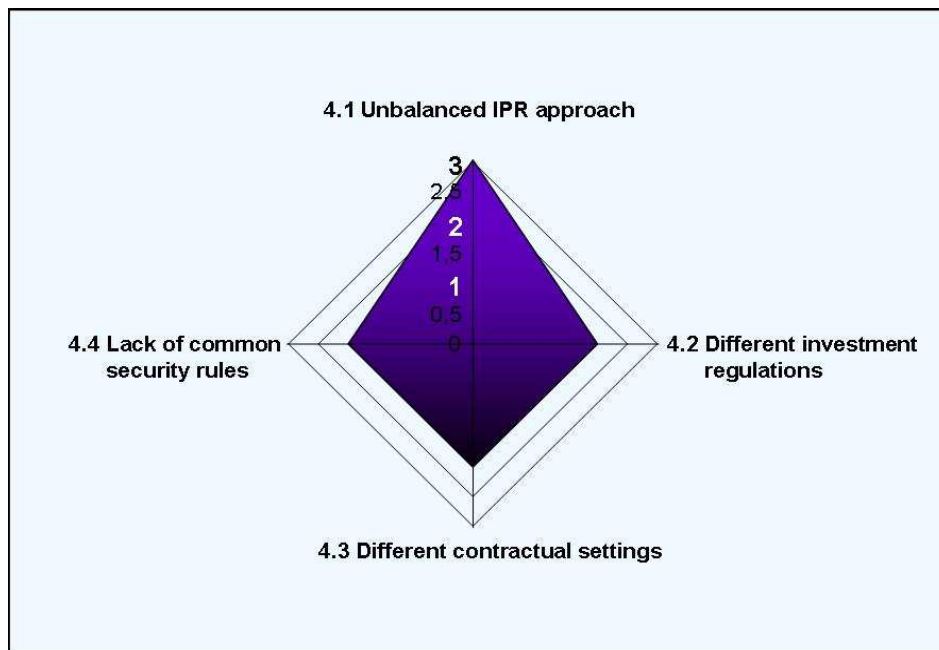 4.1 Unbalanced IPR approach
3
2,5
2
1,5
1
0,5
0
4.4 Lack of common
security rules
4.2 Different investment
regulations
4.3 Different contractual settings